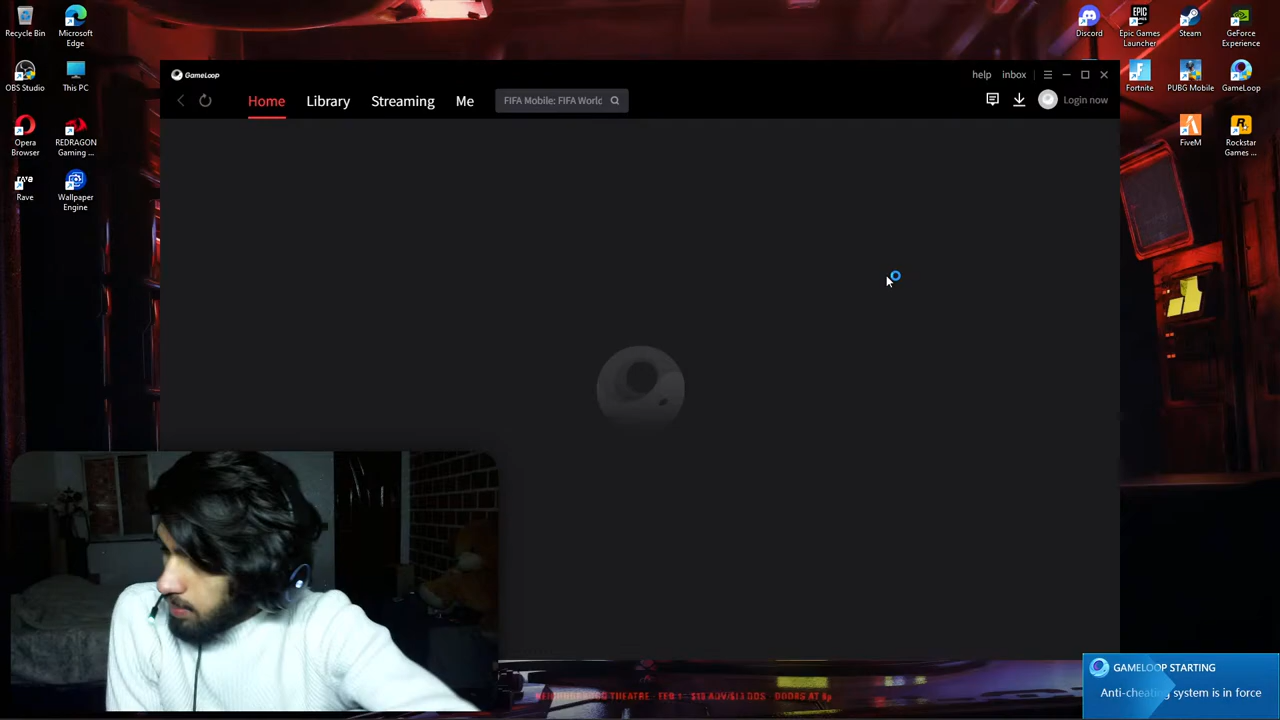 Recycle Bin
Microsoft Edge
OBS Studio
This PC
Opera Browser
REDRAGON Gaming ...
Rave
Wallpaper Engine
GameLoop
help
inbox
Home
Library
Streaming
Me
FIFA Mobile: FIFA World
Login now
Discord
Epic Games Launcher
Steam
GeForce Experience
Fortnite
PUBG Mobile
GameLoop
FiveM
Rockstar Games ...
GAMELOOP STARTING
Anti-cheating system is in force